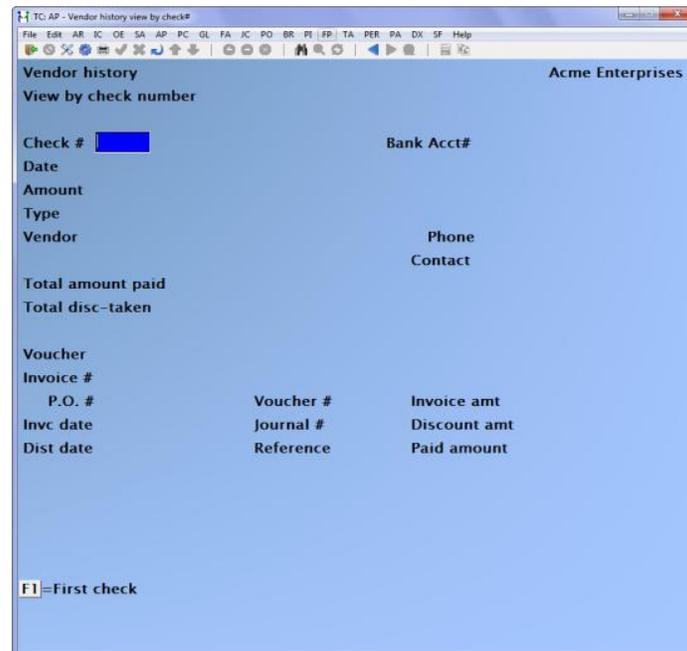 TC: AP - Vendor history view by check#
File Edit AR IC OE SA AP PC GL FA JC PO BR PI FP TA PER PA DX SF Help
Vendor history Acme Enterprises
View by check number
Check # Bank Acct#
Date
Amount
Type
Vendor Phone
Contact
Total amount paid
Total disc-taken
Voucher
Invoice #
P.O. # Voucher # Invoice amt
Invc date Journal # Discount amt
Dist date Reference Paid amount
F1=First check